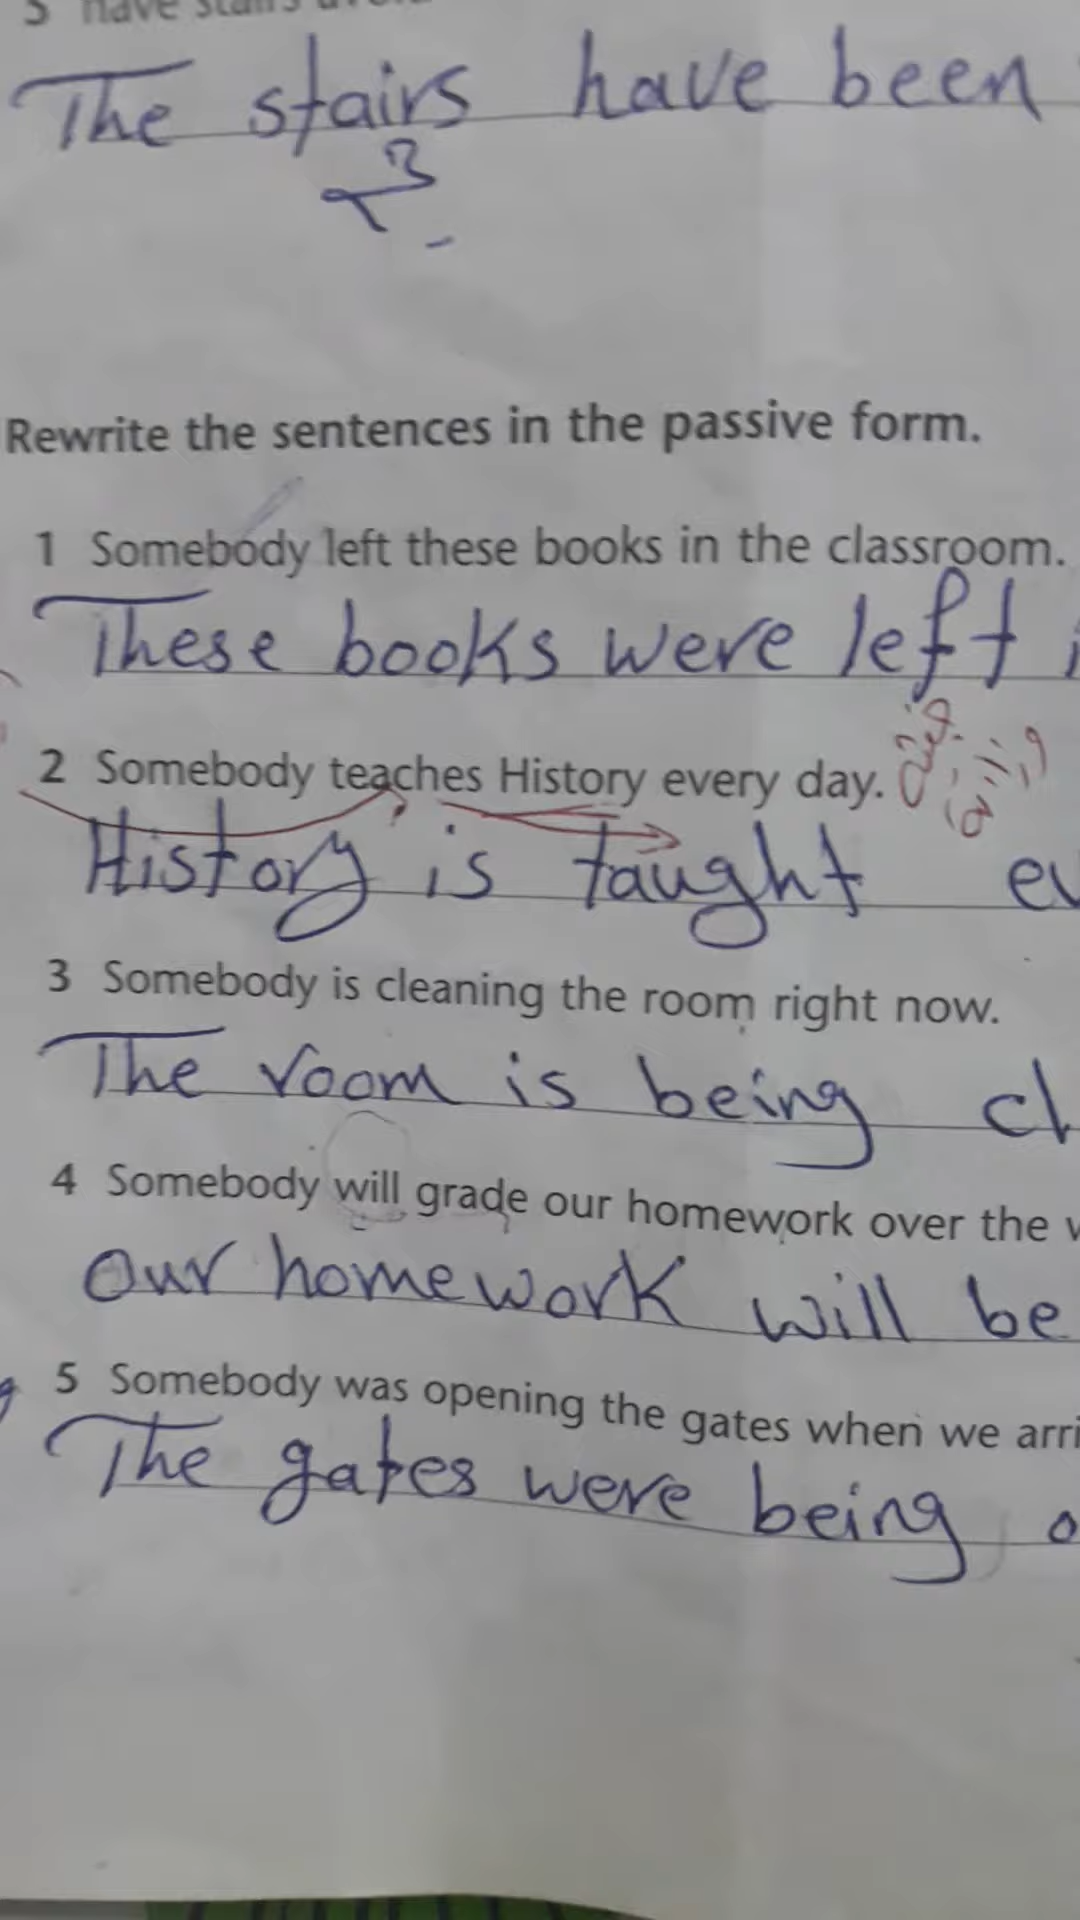 5 have stairs
The stairs have been
Rewrite the sentences in the passive form.
1 Somebody left these books in the classroom.
These books were left
2 Somebody teaches History every day.
History is taught
3 Somebody is cleaning the room right now.
The room is being
4 Somebody will grade our homework over the
Our homework will be
5 Somebody was opening the gates when we
The gates were being